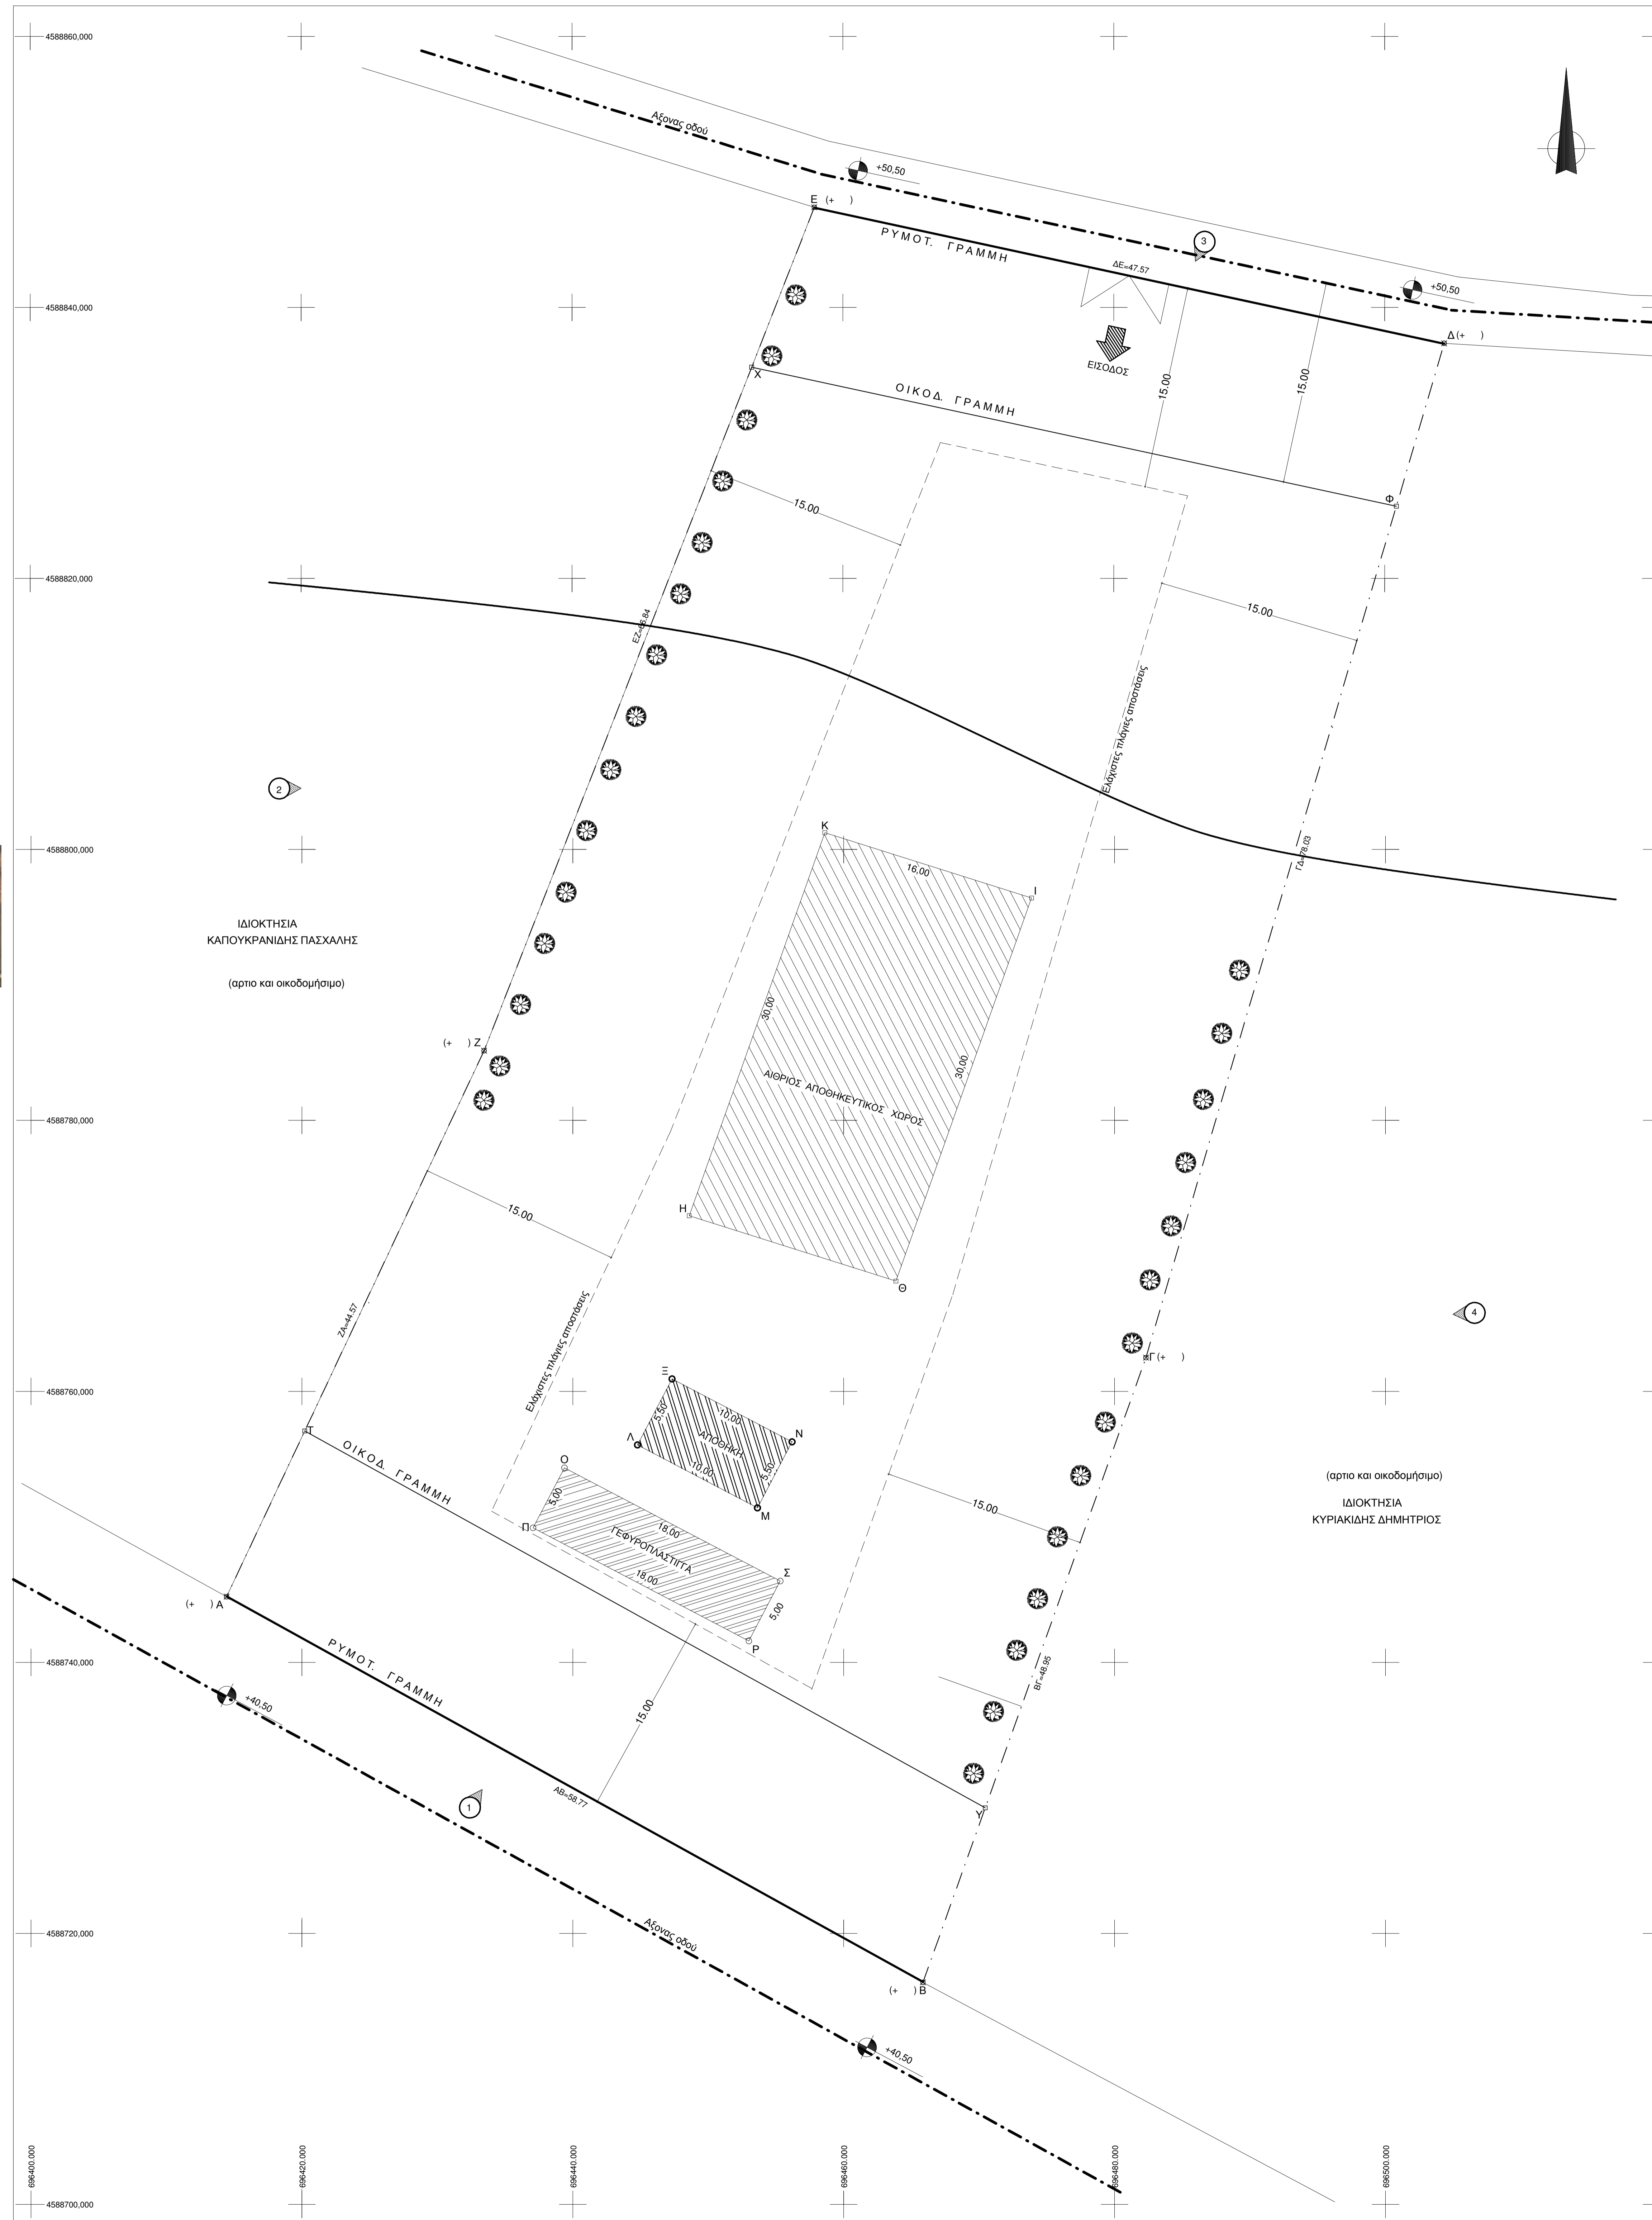 4588860,000
Αξονας οδού
+50,50
Ε (+ )
ΡΥΜΟΤ. ΓΡΑΜΜΗ
3
ΔΕ=47.57
+50,50
4588840,000
Δ(+ )
ΕΙΣΟΔΟΣ
Χ
ΟΙΚΟΔ. ΓΡΑΜΜΗ
15.00
15.00
Φ
15.00
4588820,000
15.00
ΕΖ=66.84
Ελάχιστες πλάγιες αποστάσεις
2
Κ
4588800,000
ΓΔ=78.03
16,00
Ι
ΙΔΙΟΚΤΗΣΙΑ
ΚΑΠΟΥΚΡΑΝΙΔΗΣ ΠΑΣΧΑΛΗΣ
(αρτιο και οικοδομήσιμο)
30,00
(+ ) Ζ
30,00
ΑΙΘΡΙΟΣ ΑΠΟΘΗΚΕΥΤΙΚΟΣ ΧΩΡΟΣ
4588780,000
15.00
Η
Θ
ΖΑ=44.57
4
Ελάχιστες πλάγιες αποστάσεις
Γ(+ )
Ξ
4588760,000
5,50
10,00
Τ
Ν
Λ
ΑΠΟΘΗΚΗ
ΟΙΚΟΔ. ΓΡΑΜΜΗ
10,00
5,50
Ο
Μ
(αρτιο και οικοδομήσιμο)
ΙΔΙΟΚΤΗΣΙΑ
ΚΥΡΙΑΚΙΔΗΣ ΔΗΜΗΤΡΙΟΣ
5,00
15.00
Π
18,00
ΓΕΦΥΡΟΠΛΑΣΤΙΓΓΑ
18,00
Σ
5,00
(+ ) Α
Ρ
4588740,000
ΡΥΜΟΤ. ΓΡΑΜΜΗ
ΒΓ=48.95
+40,50
15.00
ΑΒ=58.77
1
Υ
4588720,000
Αξονας οδού
(+ ) Β
+40,50
696400.000
696420.000
696440.000
696460.000
696480.000
696500.000
4588700,000